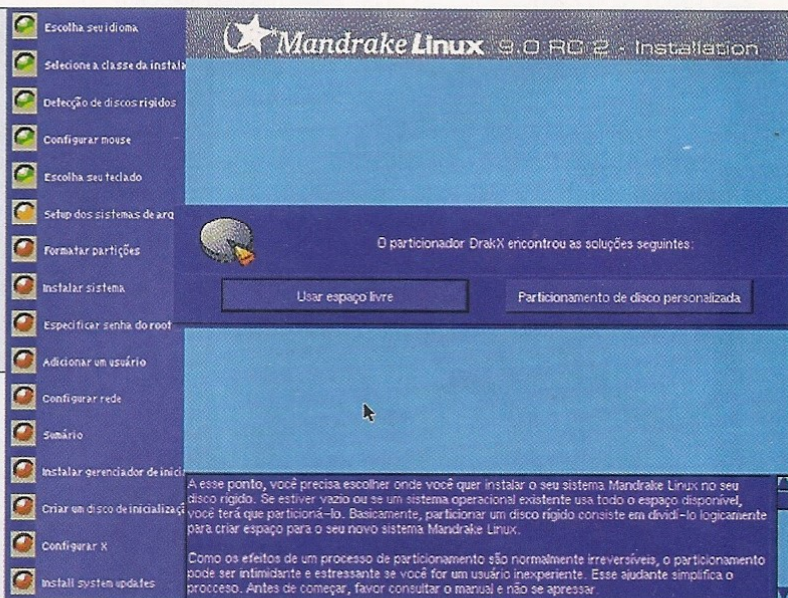 Mandrake Linux 9.0 RC 2 - Installation
Escolha seu idioma
Selecione a classe da instala
Detecção de discos rígidos
Configurar mouse
Escolha seu teclado
Setup dos sistemas de arq
Formatar partições
Instalar sistema
Especificar senha do root
Adicionar um usuário
Configurar rede
Sumário
Instalar gerenciador de inicia
Criar um disco de inicializaç
Configurar X
Install system updates
O particionador DrakX encontrou as soluções seguintes:
Usar espaço livre
Particionamento de disco personalizada
A esse ponto, você precisa escolher onde você quer instalar o seu sistema Mandrake Linux no seu
disco rígido. Se estiver vazio ou se um sistema operacional existente usa todo o espaço disponível,
você terá que particioná-lo. Basicamente, particionar um disco rígido consiste em dividí-lo logicamente
para criar espaço para o seu novo sistema Mandrake Linux.
Como os efeitos de um processo de particionamento são normalmente irreversíveis, o particionamento
pode ser intimidante e estressante se você for um usuário inexperiente. Esse ajudante simplifica o
processo. Antes de começar, favor consultar o manual e não se apressar.